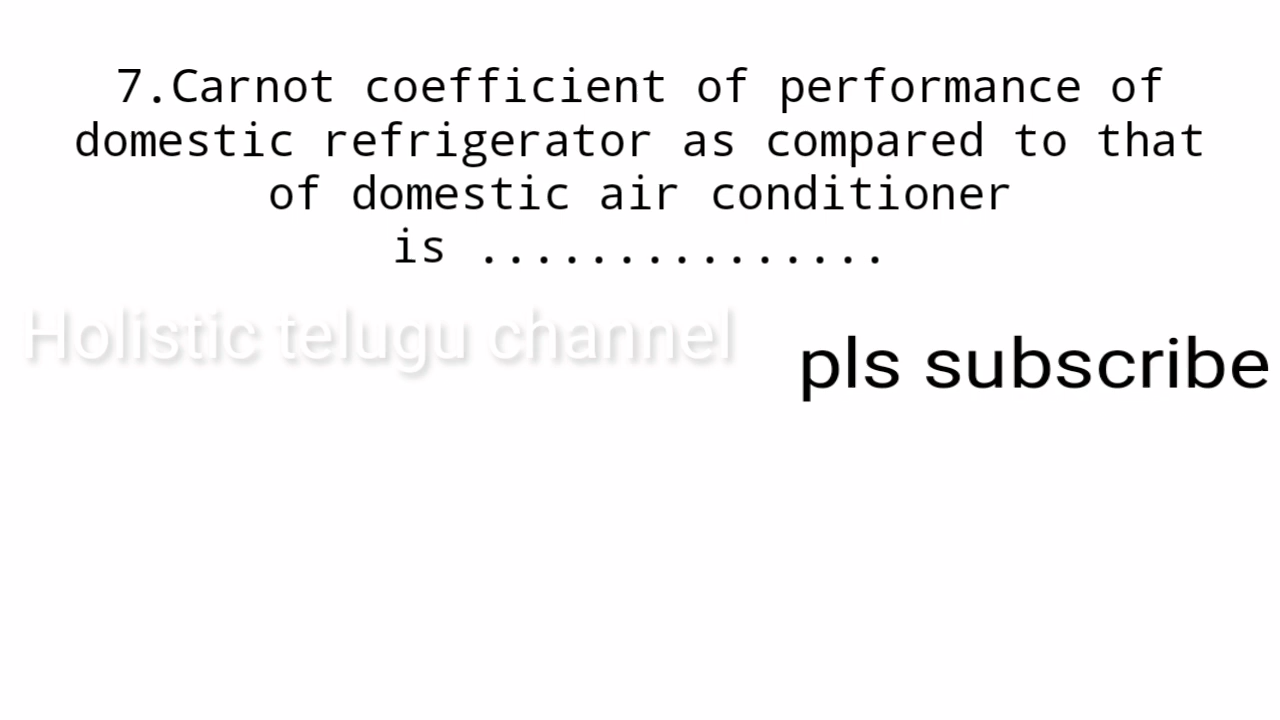 7.Carnot coefficient of performance of
domestic refrigerator as compared to that
of domestic air conditioner
is ...............
Holistic telugu channel
pls subscribe